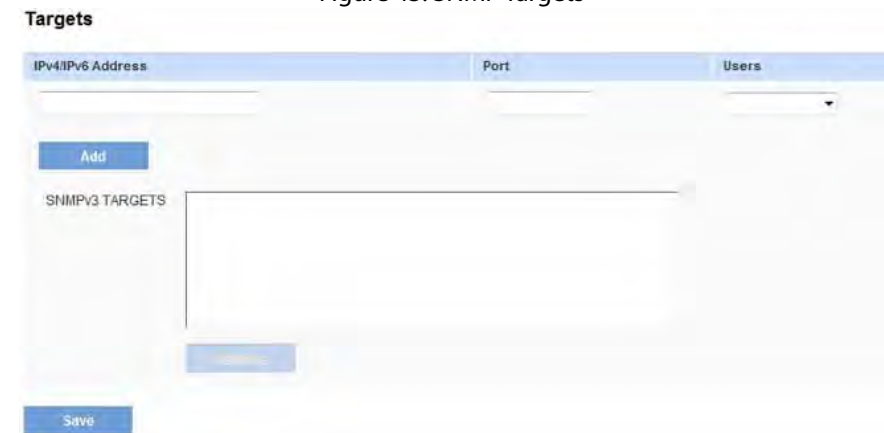 Targets
IPv4/IPv6 Address Port Users
Add
SNMPv3 TARGETS
Save